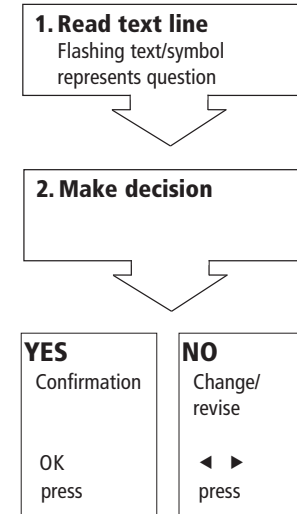 1. Read text line
Flashing text/symbol
represents question
2. Make decision
YES
Confirmation
OK
press
NO
Change/
revise
◄ ►
press